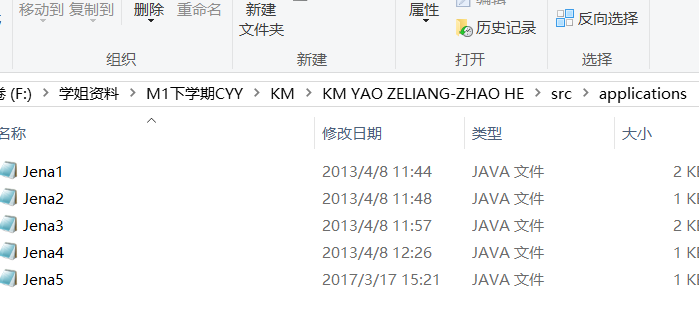 移动到 复制到 删除 重命名 新建 文件夹 属性 编辑 历史记录 反向选择
组织 新建 打开 选择
卷 (F:) 学姐资料 M1下学期CYY KM KM YAO ZELIANG-ZHAO HE src applications
名称 修改日期 类型 大小
Jena1 2013/4/8 11:44 JAVA 文件 2
Jena2 2013/4/8 11:48 JAVA 文件 1
Jena3 2013/4/8 11:57 JAVA 文件 2
Jena4 2013/4/8 12:26 JAVA 文件 1
Jena5 2017/3/17 15:21 JAVA 文件 1